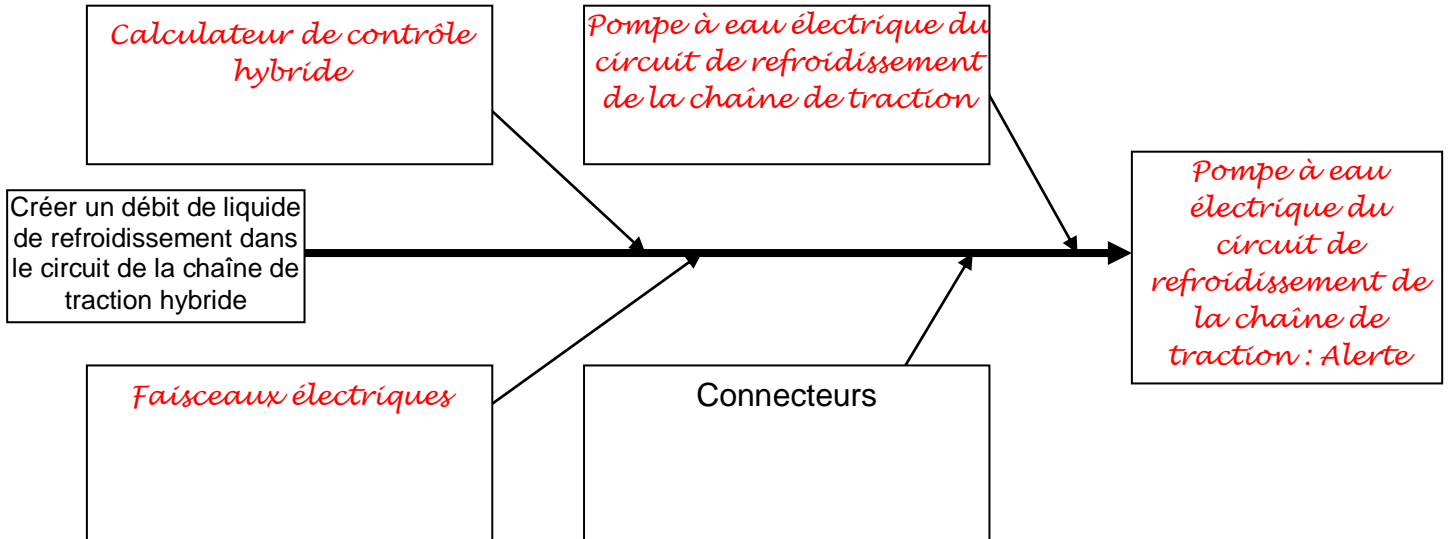 Calculateur de contrôle
hybride
Pompe à eau électrique du
circuit de refroidissement
de la chaîne de traction
Créer un débit de liquide
de refroidissement dans
le circuit de la chaîne de
traction hybride
Pompe à eau
électrique du
circuit de
refroidissement de
la chaîne de
traction : Alerte
Faisceaux électriques
Connecteurs